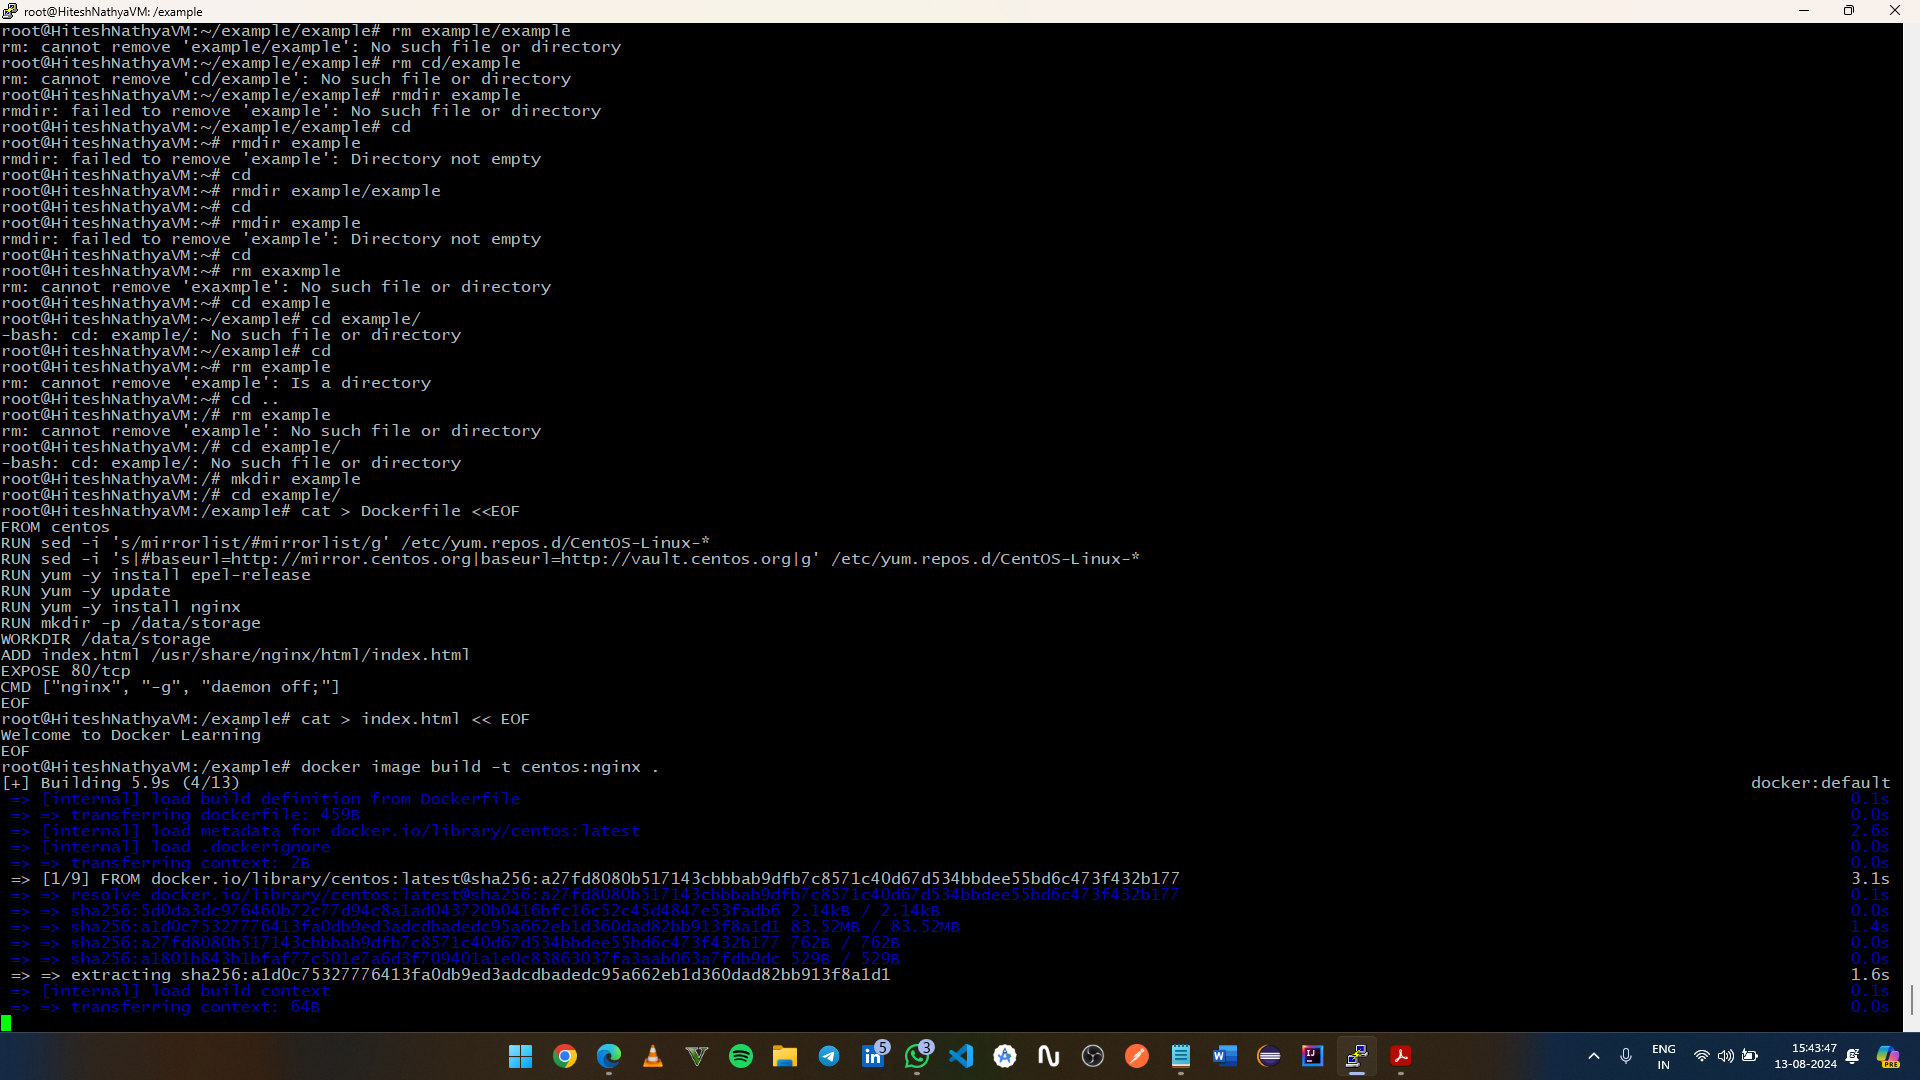 root@HiteshNathyaVM: /example
root@HiteshNathyaVM:~/example/example# rm example/example
rm: cannot remove 'example/example': No such file or directory
root@HiteshNathyaVM:~/example/example# rm cd/example
rm: cannot remove 'cd/example': No such file or directory
root@HiteshNathyaVM:~/example/example# rmdir example
rmdir: failed to remove 'example': No such file or directory
root@HiteshNathyaVM:~/example/example# cd
root@HiteshNathyaVM:~# rmdir example
rmdir: failed to remove 'example': Directory not empty
root@HiteshNathyaVM:~# cd
root@HiteshNathyaVM:~# rmdir example/example
root@HiteshNathyaVM:~# cd
root@HiteshNathyaVM:~# rmdir example
rmdir: failed to remove 'example': Directory not empty
root@HiteshNathyaVM:~# cd
root@HiteshNathyaVM:~# rm exaxmple
rm: cannot remove 'exaxmple': No such file or directory
root@HiteshNathyaVM:~# cd example
root@HiteshNathyaVM:~/example# cd example/
-bash: cd: example/: No such file or directory
root@HiteshNathyaVM:~/example# cd
root@HiteshNathyaVM:~# rm example
rm: cannot remove 'example': Is a directory
root@HiteshNathyaVM:~# cd ..
root@HiteshNathyaVM:/# rm example
rm: cannot remove 'example': No such file or directory
root@HiteshNathyaVM:/# cd example/
-bash: cd: example/: No such file or directory
root@HiteshNathyaVM:/# mkdir example
root@HiteshNathyaVM:/# cd example/
root@HiteshNathyaVM:/example# cat > Dockerfile <<EOF
FROM centos
RUN sed -i 's/mirrorlist/#mirrorlist/g' /etc/yum.repos.d/CentOS-Linux-*
RUN sed -i 's|#baseurl=http://mirror.centos.org|baseurl=http://vault.centos.org|g' /etc/yum.repos.d/CentOS-Linux-*
RUN yum -y install epel-release
RUN yum -y update
RUN yum -y install nginx
RUN mkdir -p /data/storage
WORKDIR /data/storage
ADD index.html /usr/share/nginx/html/index.html
EXPOSE 80/tcp
CMD ["nginx", "-g", "daemon off;"]
EOF
root@HiteshNathyaVM:/example# cat > index.html << EOF
Welcome to Docker Learning
EOF
root@HiteshNathyaVM:/example# docker image build -t centos:nginx .
[+] Building 5.9s (4/13) docker:default
=> [internal] load build definition from Dockerfile 0.1s
=> => transferring dockerfile: 459B 0.0s
=> [internal] load metadata for docker.io/library/centos:latest 2.6s
=> [internal] load .dockerignore 0.0s
=> => transferring context: 2B 0.0s
=> [1/9] FROM docker.io/library/centos:latest@sha256:a27fd8080b517143cbbbab9dfb7c8571c40d67d534bbdee55bd6c473f432b177 3.1s
=> => resolve docker.io/library/centos:latest@sha256:a27fd8080b517143cbbbab9dfb7c8571c40d67d534bbdee55bd6c473f432b177 0.1s
=> => sha256:5d0da3dc976460b72c77d94c8a1ad043720b0416bfc16c52c45d4847e53fadb6 2.14kB / 2.14kB 0.0s
=> => sha256:a1d0c75327776413fa0db9ed3adcdbadedc95a662eb1d360dad82bb913f8a1d1 83.52MB / 83.52MB 1.4s
=> => sha256:a27fd8080b517143cbbbab9dfb7c8571c40d67d534bbdee55bd6c473f432b177 762B / 762B 0.0s
=> => sha256:a1801b843b1bfaf77c501e7a6d3f709401a1e0c83863037fa3aab063a7fdb9dc 529B / 529B 0.0s
=> => extracting sha256:a1d0c75327776413fa0db9ed3adcdbadedc95a662eb1d360dad82bb913f8a1d1 1.6s
=> [internal] load build context 0.1s
=> => transferring context: 64B 0.0s
5
3
ENG
IN
15:43:47
13-08-2024
PRE